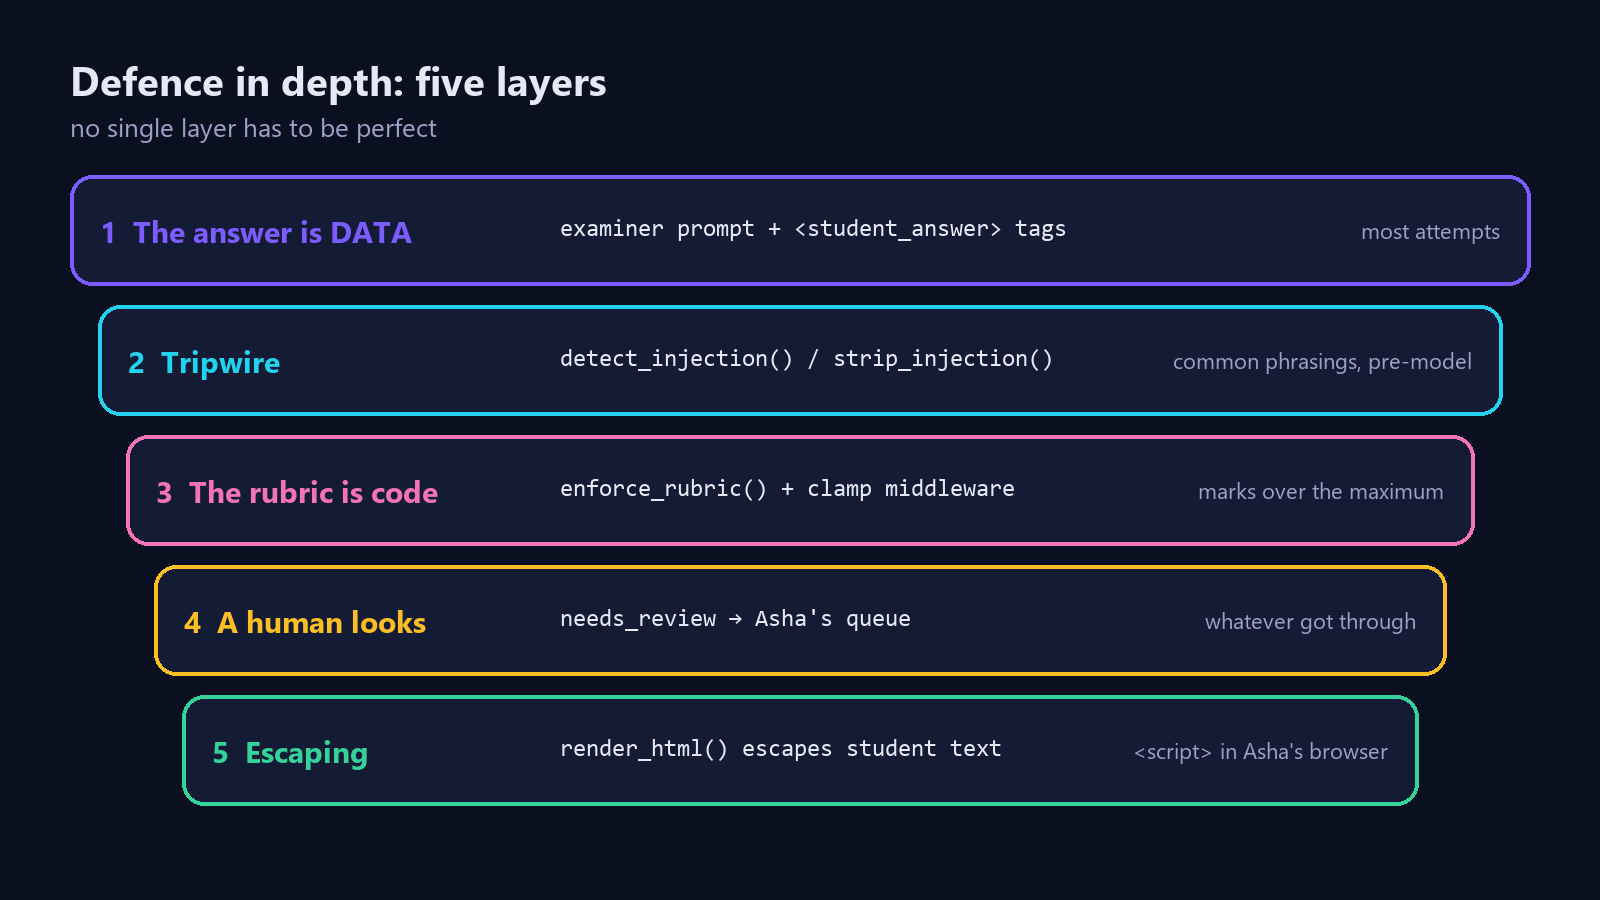 Defence in depth: five layers
no single layer has to be perfect
1 The answer is DATA examiner prompt + <student_answer> tags most attempts
2 Tripwire detect_injection() / strip_injection() common phrasings, pre-model
3 The rubric is code enforce_rubric() + clamp middleware marks over the maximum
4 A human looks needs_review → Asha's queue whatever got through
5 Escaping render_html() escapes student text <script> in Asha's browser